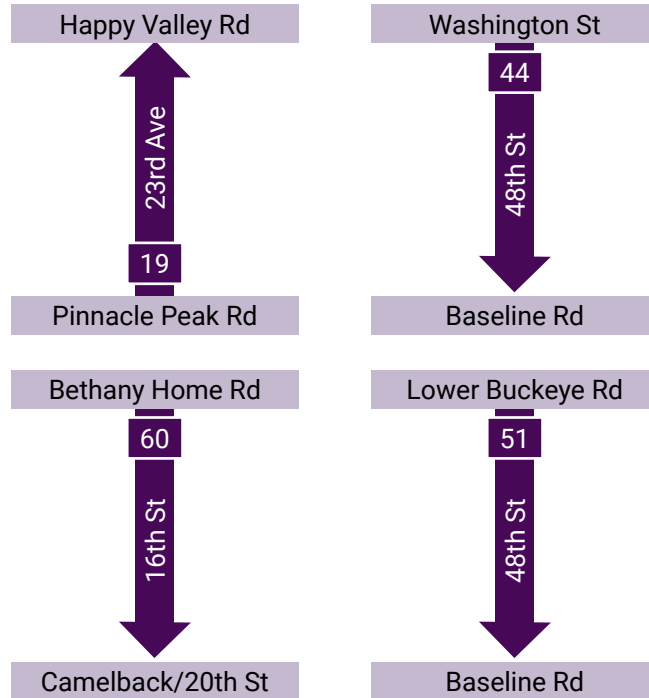 Happy Valley Rd
23rd Ave
19
Pinnacle Peak Rd
Washington St
44
48th St
Baseline Rd
Bethany Home Rd
60
16th St
Camelback/20th St
Lower Buckeye Rd
51
48th St
Baseline Rd